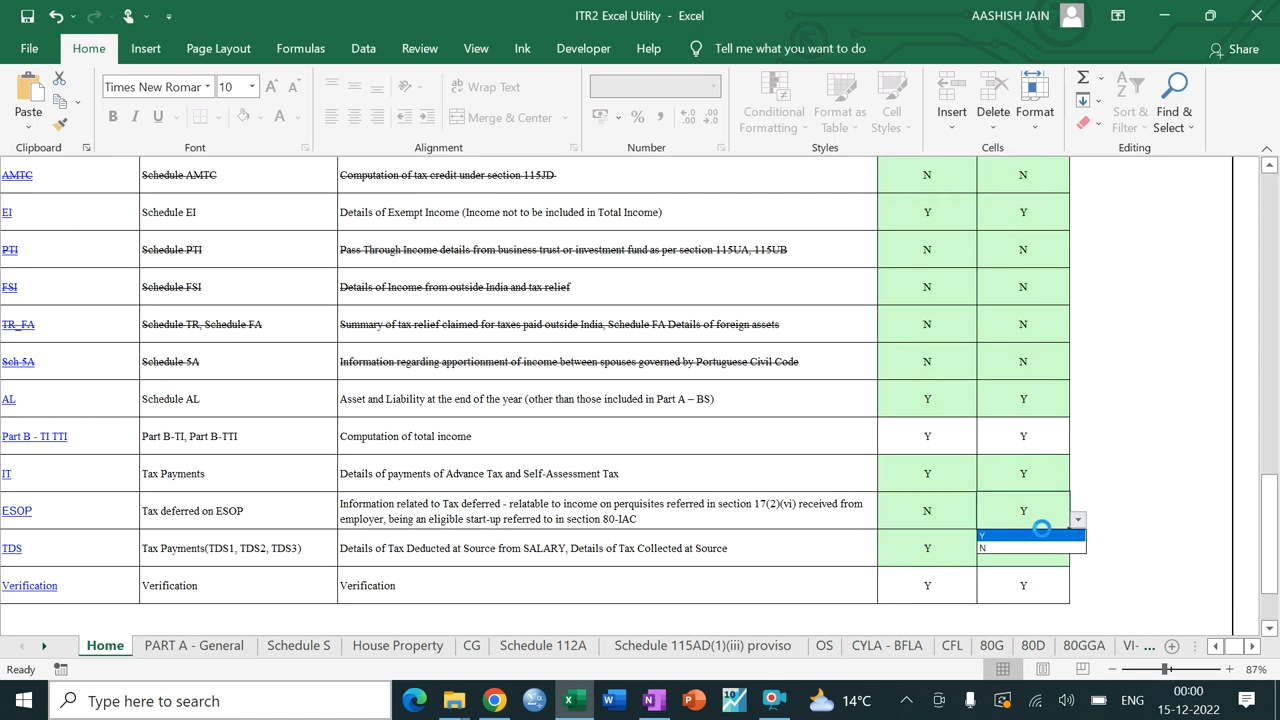 ITR2 Excel Utility - Excel
AASHISH JAIN
File Home Insert Page Layout Formulas Data Review View Ink Developer Help Tell me what you want to do Share
Times New Romar 10
Wrap Text
Paste
Merge & Center
Conditional Formatting
Format as Table
Cell Styles
Insert Delete Format
Sort & Filter
Find & Select
Clipboard Font Alignment Number Styles Cells Editing
AMTC Schedule AMTC Computation of tax credit under section 115JD N N
EI Schedule EI Details of Exempt Income (Income not to be included in Total Income) Y Y
PTI Schedule PTI Pass Through Income details from business trust or investment fund as per section 115UA, 115UB N N
FSI Schedule FSI Details of Income from outside India and tax relief N N
TR_FA Schedule TR, Schedule FA Summary of tax relief claimed for taxes paid outside India, Schedule FA Details of foreign assets N N
Sch 5A Schedule 5A Information regarding apportionment of income between spouses governed by Portuguese Civil Code N N
AL Schedule AL Asset and Liability at the end of the year (other than those included in Part A – BS) Y Y
Part B - TI TTI Part B-TI, Part B-TTI Computation of total income Y Y
IT Tax Payments Details of payments of Advance Tax and Self-Assessment Tax Y Y
ESOP Tax deferred on ESOP Information related to Tax deferred - relatable to income on perquisites referred in section 17(2)(vi) received from N Y
employer, being an eligible start-up referred to in section 80-IAC
Y
N
TDS Tax Payments(TDS1, TDS2, TDS3) Details of Tax Deducted at Source from SALARY, Details of Tax Collected at Source Y
Verification Verification Verification Y Y
Home PART A - General Schedule S House Property CG Schedule 112A Schedule 115AD(1)(iii) proviso OS CYLA - BFLA CFL 80G 80D 80GGA VI- ...
Ready 87%
Type here to search 10 14°C ENG 00:00
15-12-2022